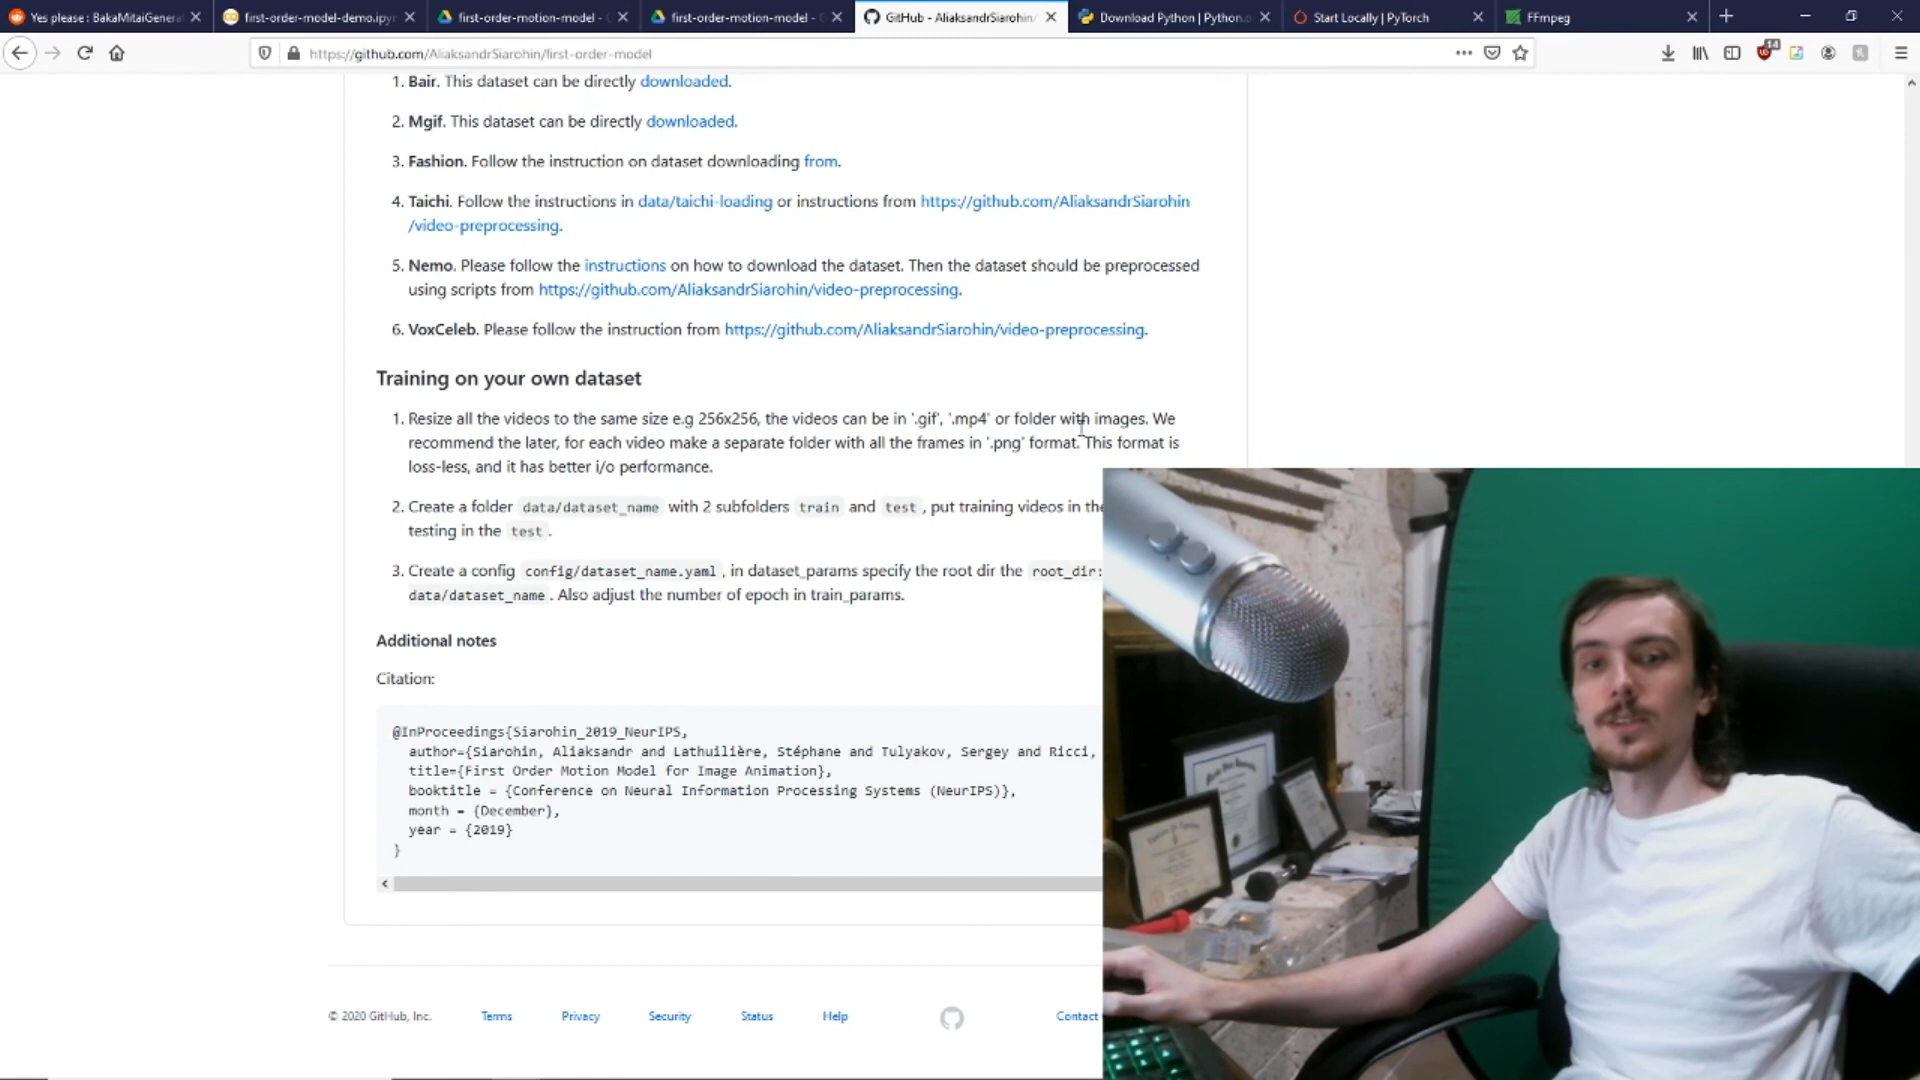 Yes please : BakaMitaiGenera
first-order-model-demo.ipyn
first-order-motion-model -
first-order-motion-model -
GitHub - AliaksandrSiarohin/
Download Python | Python.o
Start Locally | PyTorch
FFmpeg
https://github.com/AliaksandrSiarohin/first-order-model
14
1. Bair. This dataset can be directly downloaded.
2. Mgif. This dataset can be directly downloaded.
3. Fashion. Follow the instruction on dataset downloading from.
4. Taichi. Follow the instructions in data/taichi-loading or instructions from https://github.com/AliaksandrSiarohin
/video-preprocessing.
5. Nemo. Please follow the instructions on how to download the dataset. Then the dataset should be preprocessed
using scripts from https://github.com/AliaksandrSiarohin/video-preprocessing.
6. VoxCeleb. Please follow the instruction from https://github.com/AliaksandrSiarohin/video-preprocessing.
Training on your own dataset
1. Resize all the videos to the same size e.g 256x256, the videos can be in '.gif', '.mp4' or folder with images. We
recommend the later, for each video make a separate folder with all the frames in '.png' format. This format is
loss-less, and it has better i/o performance.
2. Create a folder data/dataset_name with 2 subfolders train and test , put training videos in the
testing in the test .
3. Create a config config/dataset_name.yaml , in dataset_params specify the root dir the root_dir:
data/dataset_name . Also adjust the number of epoch in train_params.
Additional notes
Citation:
@InProceedings{Siarohin_2019_NeurIPS,
author={Siarohin, Aliaksandr and Lathuilière, Stéphane and Tulyakov, Sergey and Ricci,
title={First Order Motion Model for Image Animation},
booktitle = {Conference on Neural Information Processing Systems (NeurIPS)},
month = {December},
year = {2019}
}
© 2020 GitHub, Inc.
Terms
Privacy
Security
Status
Help
Contact